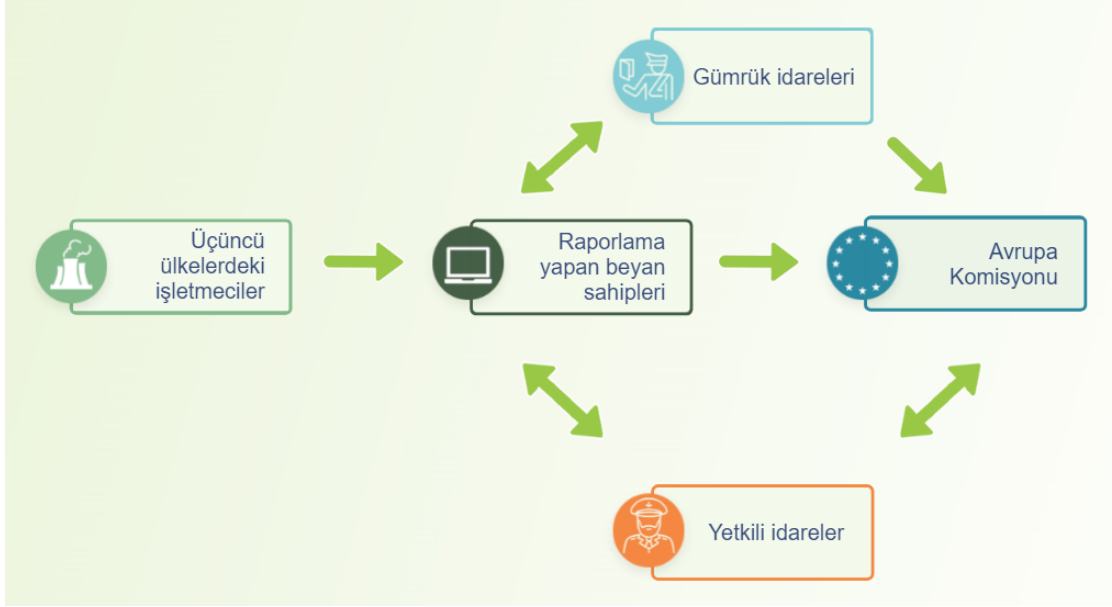 Gümrük idareleri
Üçüncü
ülkelerdeki
işletmeciler
Raporlama
yapan beyan
sahipleri
Avrupa
Komisyonu
Yetkili idareler